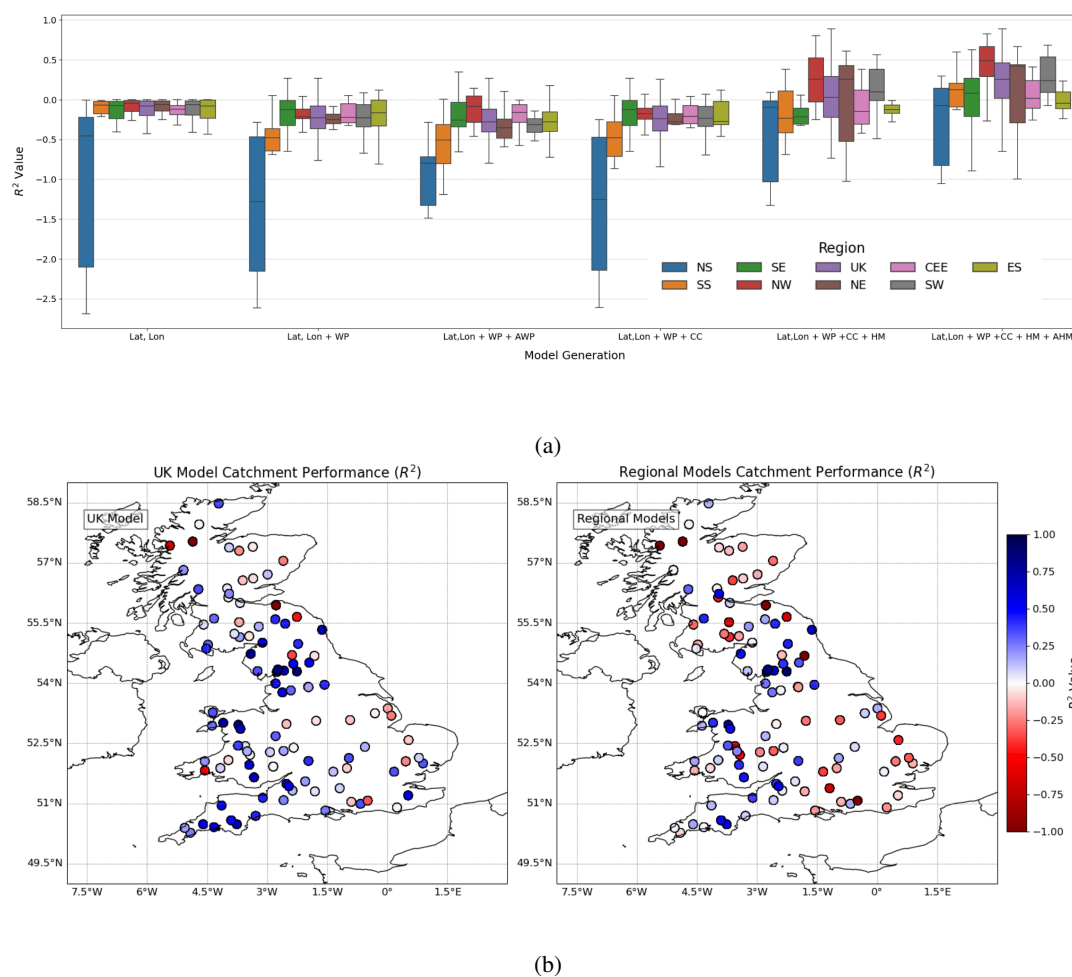 1.0
0.5
0.0
−0.5
−1.0
−1.5
−2.0
−2.5
R² Value
Region
NS SE UK CEE ES
SS NW NE SW
Lat, Lon Lat, Lon + WP Lat,Lon + WP + AWP Lat,Lon + WP + CC Lat,Lon + WP +CC + HM Lat,Lon + WP +CC + HM + AHM
Model Generation
(a)
UK Model Catchment Performance (R²) Regional Models Catchment Performance (R²)
58.5°N 58.5°N
UK Model Regional Models
57°N 57°N
55.5°N 55.5°N
54°N 54°N
52.5°N 52.5°N
51°N 51°N
49.5°N 49.5°N
7.5°W 6°W 4.5°W 3°W 1.5°W 0° 1.5°E 7.5°W 6°W 4.5°W 3°W 1.5°W 0° 1.5°E
1.00
0.75
0.50
0.25
0.00
−0.25
−0.50
−0.75
−1.00
R² Value
(b)